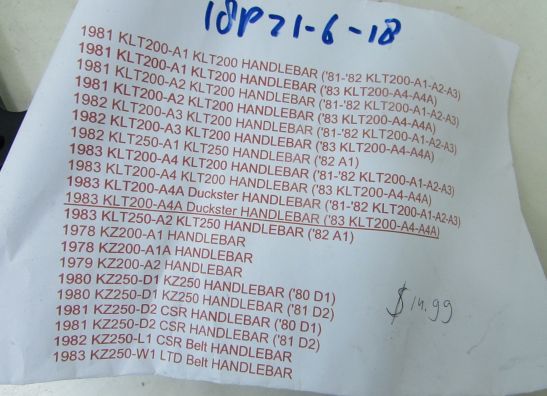 18P21-6-18
1981 KLT200-A1 KLT200 HANDLEBAR ('81-'82 KLT200-A1-A2-A3)
1981 KLT200-A1 KLT200 HANDLEBAR ('83 KLT200-A4-A4A)
1981 KLT200-A2 KLT200 HANDLEBAR ('81-'82 KLT200-A1-A2-A3)
1981 KLT200-A2 KLT200 HANDLEBAR ('83 KLT200-A4-A4A)
1982 KLT200-A3 KLT200 HANDLEBAR ('81-'82 KLT200-A1-A2-A3)
1982 KLT200-A3 KLT200 HANDLEBAR ('83 KLT200-A4-A4A)
1982 KLT250-A1 KLT250 HANDLEBAR ('82 A1)
1983 KLT200-A4 KLT200 HANDLEBAR ('81-'82 KLT200-A1-A2-A3)
1983 KLT200-A4 KLT200 HANDLEBAR ('83 KLT200-A4-A4A)
1983 KLT200-A4A Duckster HANDLEBAR ('81-'82 KLT200-A1-A2-A3)
1983 KLT200-A4A Duckster HANDLEBAR ('83 KLT200-A4-A4A)
1983 KLT250-A2 KLT250 HANDLEBAR ('82 A1)
1978 KZ200-A1 HANDLEBAR
1978 KZ200-A1A HANDLEBAR
1979 KZ200-A2 HANDLEBAR
1980 KZ250-D1 KZ250 HANDLEBAR ('80 D1)
1980 KZ250-D1 KZ250 HANDLEBAR ('81 D2)
1981 KZ250-D2 CSR HANDLEBAR ('80 D1)
1981 KZ250-D2 CSR HANDLEBAR ('81 D2)
1982 KZ250-L1 CSR Belt HANDLEBAR
1983 KZ250-W1 LTD Belt HANDLEBAR
$14.99